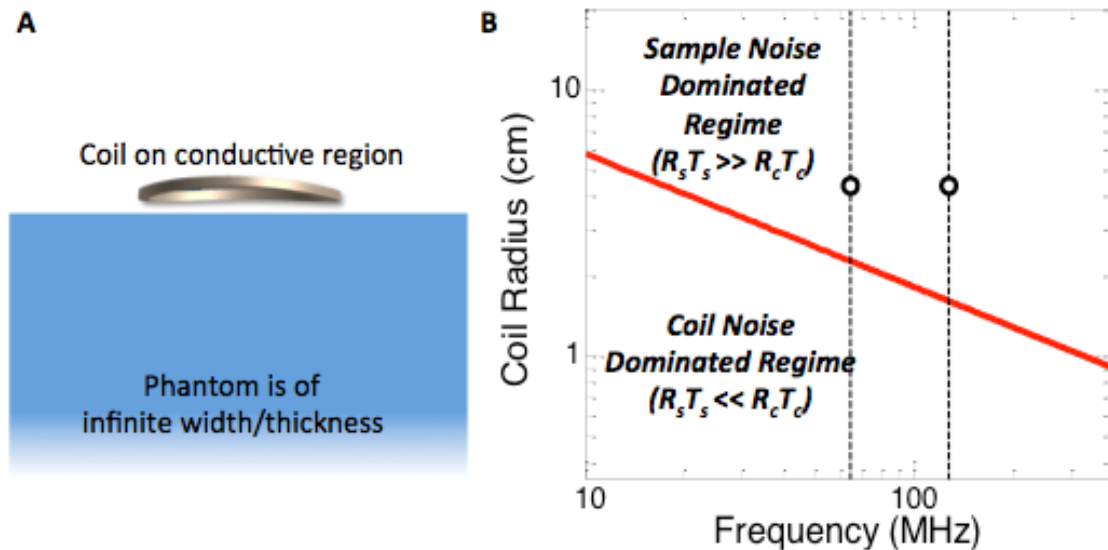 A
Coil on conductive region
Phantom is of
infinite width/thickness
B
Sample Noise
Dominated
Regime
(RsTs >> RcTc)
Coil Noise
Dominated Regime
(RsTs << RcTc)
Coil Radius (cm)
10
1
10
100
Frequency (MHz)